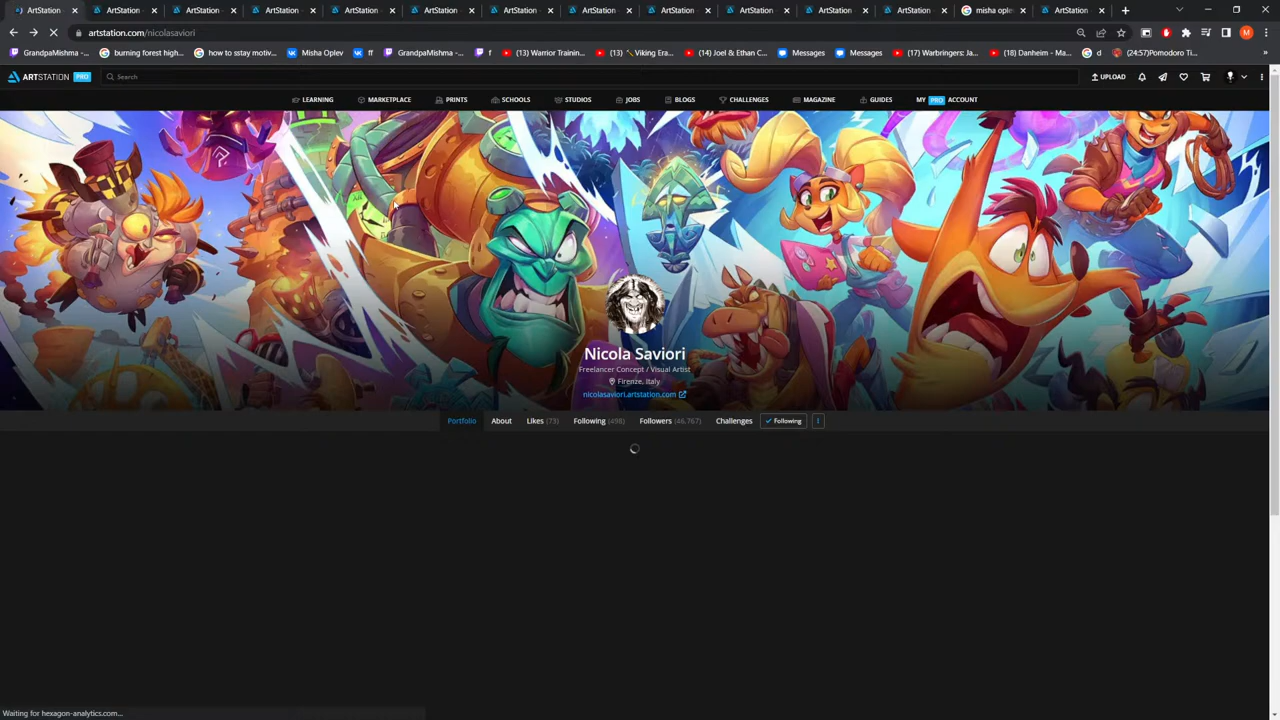 ArtStation - ArtStation - ArtStation - ArtStation - ArtStation ArtStation - ArtStation - ArtStation - ArtStation ArtStation - ArtStation - ArtStation misha oplev ArtStation -
artstation.com/nicolasaviori
GrandpaMishma -... burning forest high... how to sstay motiv... Misha Oplev ff GrandpaMishma -... f (13) Warrior Trainin... (13) Viking Era... (14) Joel & Ethan C... Messages Messages (17) Warbringers: Ja... (18) Danheim - Ma... d (24:57)Pomodoro Ti... »
ARTSTATION PRO Search UPLOAD
LEARNING MARKETPLACE PRINTS SCHOOLS STUDIOS JOBS BLOGS CHALLENGES MAGAZINE GUIDES MY PRO ACCOUNT
Nicola Saviori
Freelancer Concept / Visual Artist
Firenze, Italy
nicolasaviori.artstation.com
Portfolio About Likes (73) Following (498) Followers (46,767) Challenges Following
Waiting for hexagon-analytics.com...